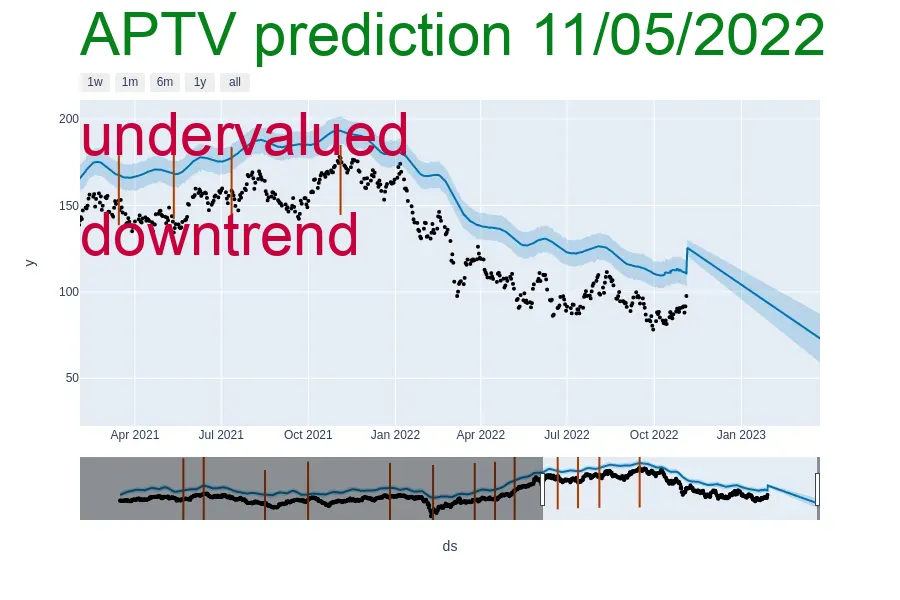 APTV prediction 11/05/2022
1w 1m 6m 1y all
200
undervalued
150
downtrend
y
100
50
Apr 2021 Jul 2021 Oct 2021 Jan 2022 Apr 2022 Jul 2022 Oct 2022 Jan 2023
ds